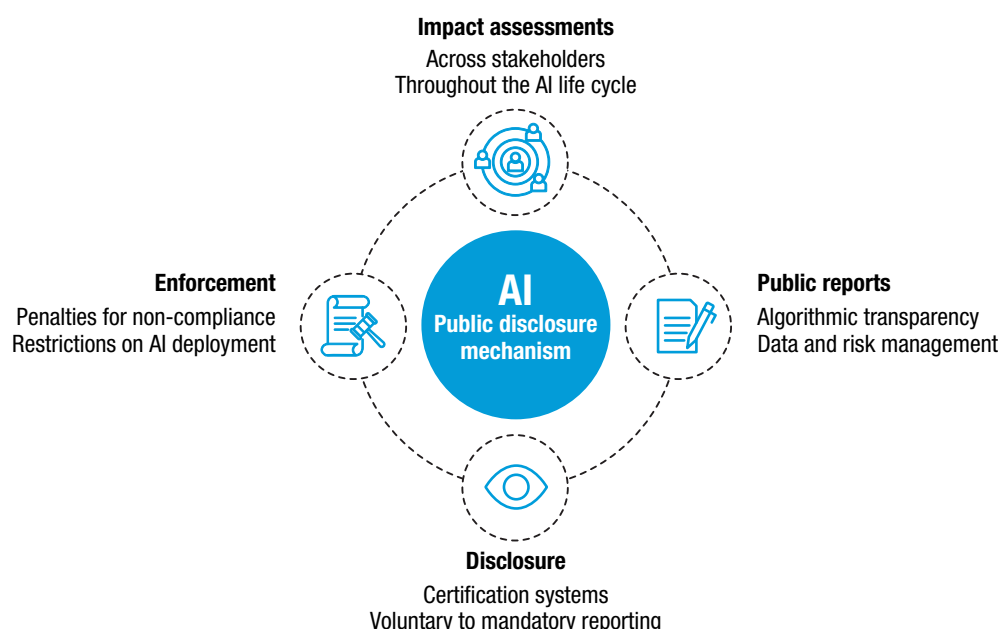 Impact assessments
Across stakeholders
Throughout the AI life cycle
Enforcement
Penalties for non-compliance
Restrictions on AI deployment
AI
Public disclosure
mechanism
Public reports
Algorithmic transparency
Data and risk management
Disclosure
Certification systems
Voluntary to mandatory reporting